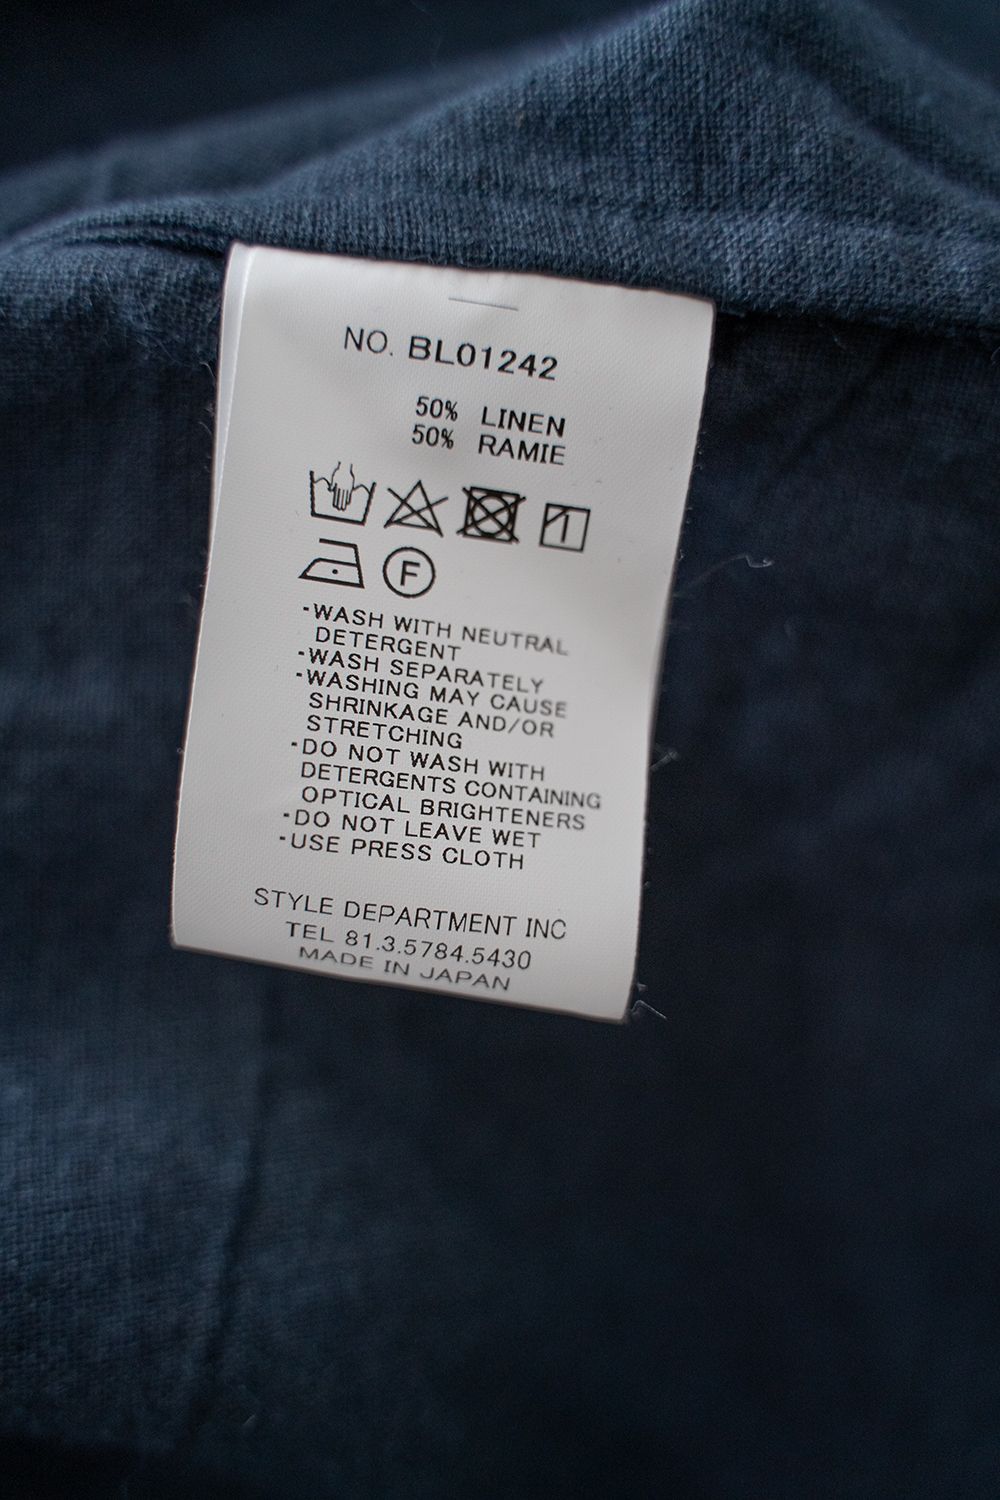 NO. BL01242
50% LINEN
50% RAMIE
F
-WASH WITH NEUTRAL
DETERGENT
-WASH SEPARATELY
-WASHING MAY CAUSE
SHRINKAGE AND/OR
STRETCHING
-DO NOT WASH WITH
DETERGENTS CONTAINING
OPTICAL BRIGHTENERS
-DO NOT LEAVE WET
-USE PRESS CLOTH
STYLE DEPARTMENT INC
TEL 81.3.5784.5430
MADE IN JAPAN